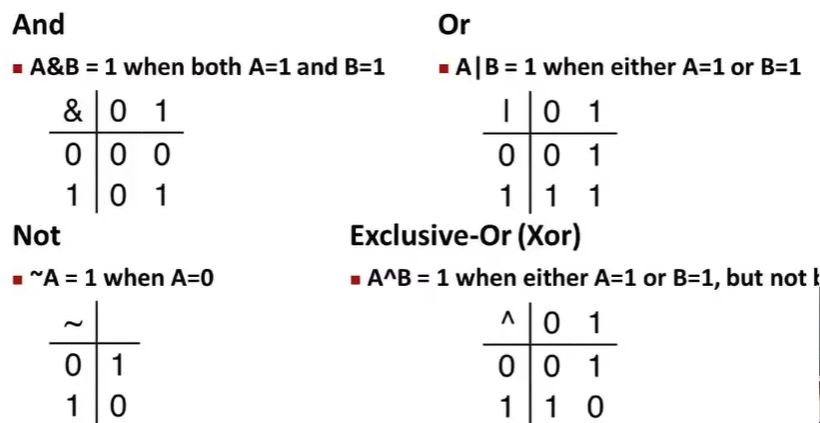 And
▪ A&B = 1 when both A=1 and B=1
& 0 1
0 0 0
1 0 1
Or
▪ A|B = 1 when either A=1 or B=1
| 0 1
0 0 1
1 1 1
Not
▪ ~A = 1 when A=0
~
0 1
1 0
Exclusive-Or (Xor)
▪ A^B = 1 when either A=1 or B=1, but not
^ 0 1
0 0 1
1 1 0